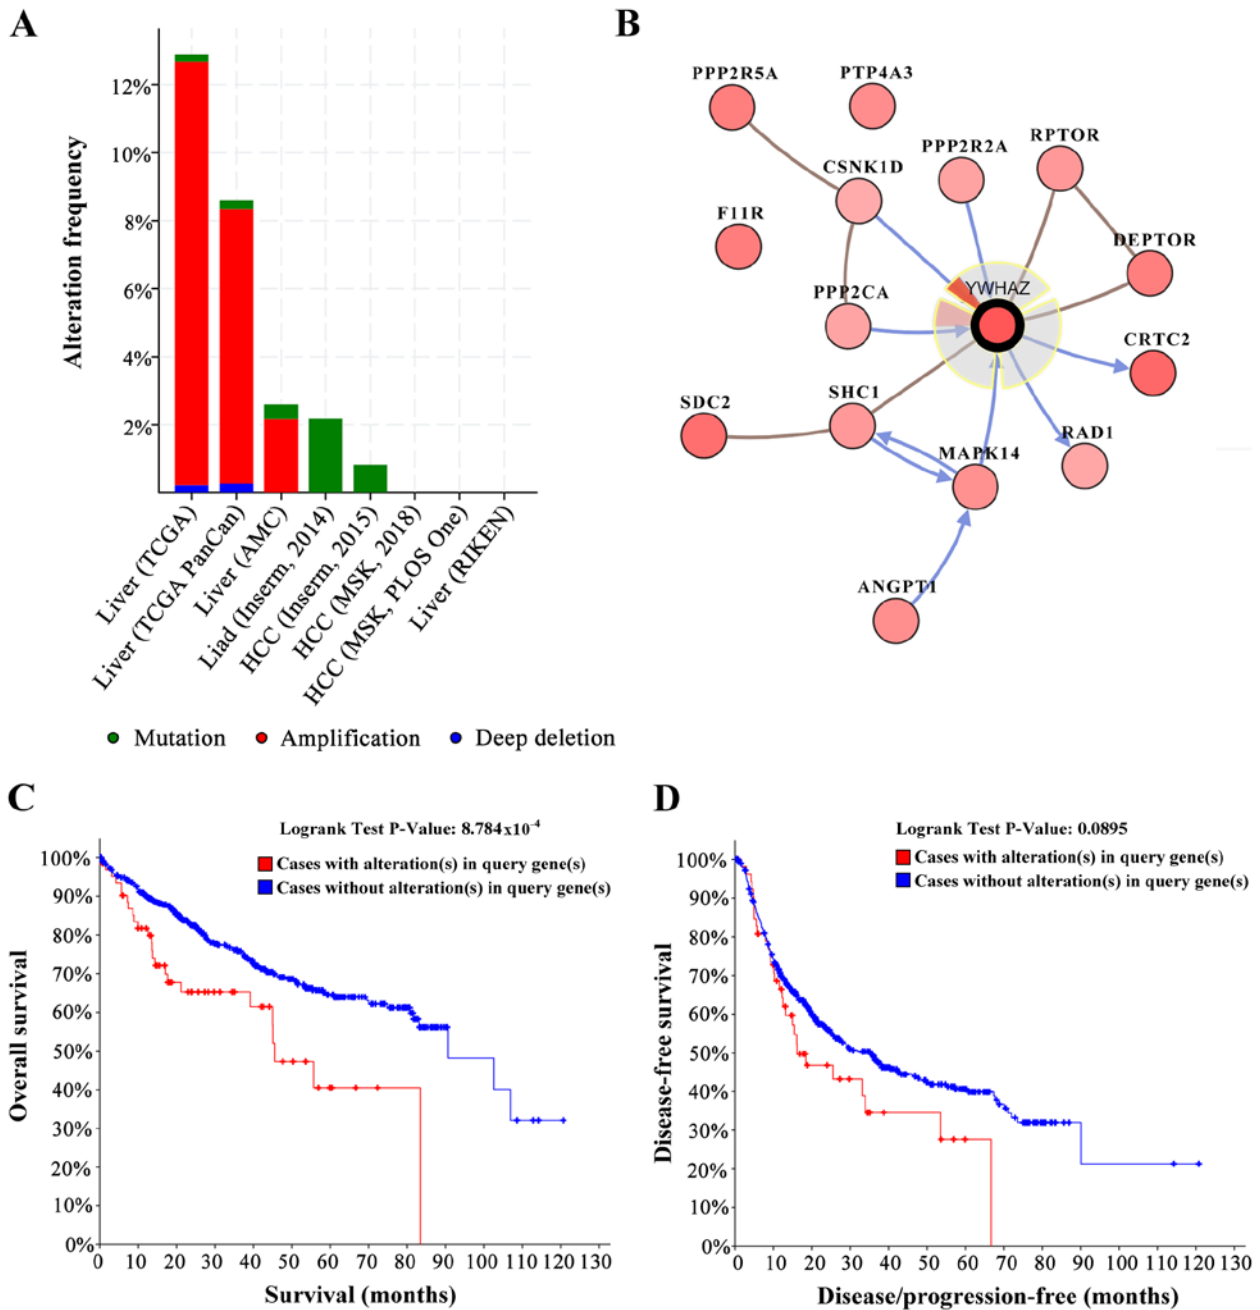 A
12%
10%
8%
6%
4%
2%
Alteration frequency
Liver (TCGA)
Liver (TCGA PanCan)
Liver (AMC)
Liad (Inserm, 2014)
HCC (Inserm, 2015)
HCC (MSK, 2018)
HCC (MSK, PLOS One)
Liver (RIKEN)
Mutation
Amplification
Deep deletion
B
PPP2R5A
PTP4A3
PPP2R2A
RPTOR
CSNK1D
F11R
DEPTOR
YWHAZ
PPP2CA
CRTC2
SHC1
SDC2
RAD1
MAPK14
ANGPT1
C
Logrank Test P-Value: 8.784x10-4
Cases with alteration(s) in query gene(s)
Cases without alteration(s) in query gene(s)
100%
90%
80%
70%
60%
50%
40%
30%
20%
10%
0%
Overall survival
0 10 20 30 40 50 60 70 80 90 100 110 120 130
Survival (months)
D
Logrank Test P-Value: 0.0895
Cases with alteration(s) in query gene(s)
Cases without alteration(s) in query gene(s)
100%
90%
80%
70%
60%
50%
40%
30%
20%
10%
0%
Disease-free survival
0 10 20 30 40 50 60 70 80 90 100 110 120 130
Disease/progression-free (months)